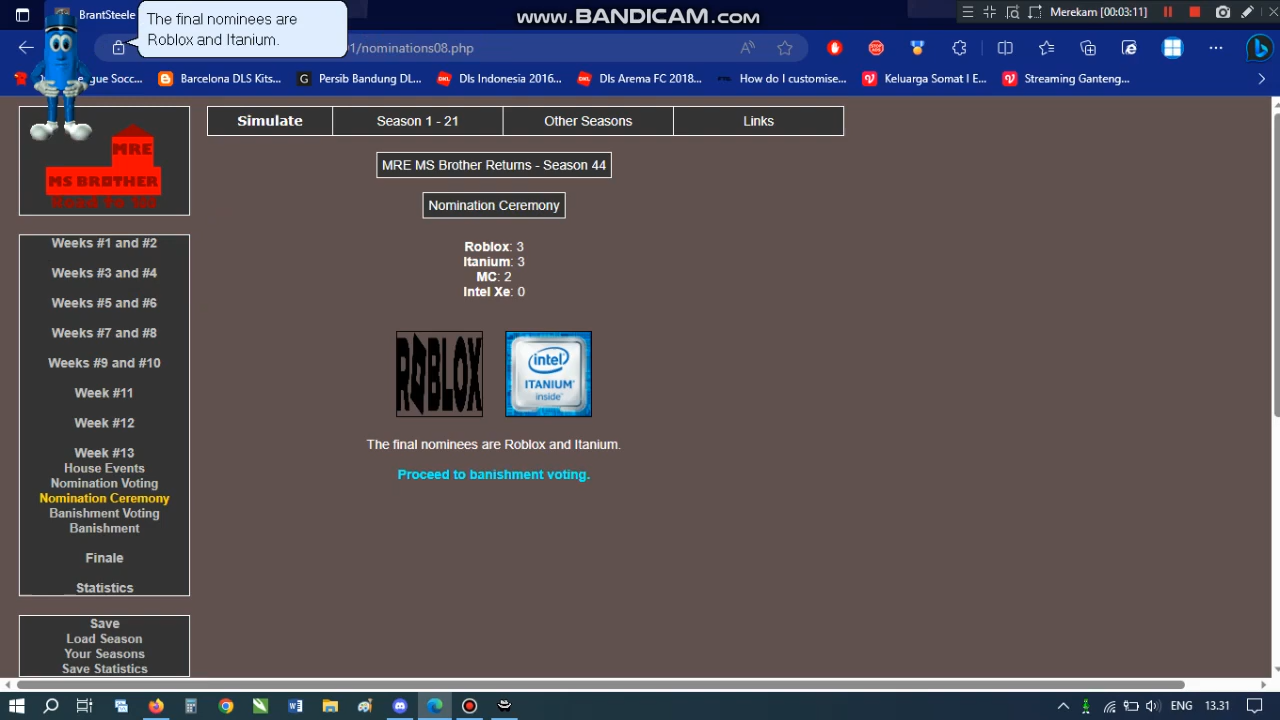 BrantSteele
The final nominees are
Roblox and Itanium.
www.BANDICAM.com
Merekam [00:03:11]
1/nominations08.php
gue Socc...
Barcelona DLS Kits...
Persib Bandung DL...
Dls Indonesia 2016...
Dls Arema FC 2018...
How do I customise...
Keluarga Somat I E...
Streaming Ganteng...
Simulate
Season 1 - 21
Other Seasons
Links
MRE
MS BROTHER
MRE MS Brother Returns - Season 44
Nomination Ceremony
Roblox: 3
Itanium: 3
MC: 2
Intel Xe: 0
ROBLOX
intel
ITANIUM
inside
The final nominees are Roblox and Itanium.
Proceed to banishment voting.
Weeks #1 and #2
Weeks #3 and #4
Weeks #5 and #6
Weeks #7 and #8
Weeks #9 and #10
Week #11
Week #12
Week #13
House Events
Nomination Voting
Nomination Ceremony
Banishment Voting
Banishment
Finale
Statistics
Save
Load Season
Your Seasons
Save Statistics
ENG
13.31